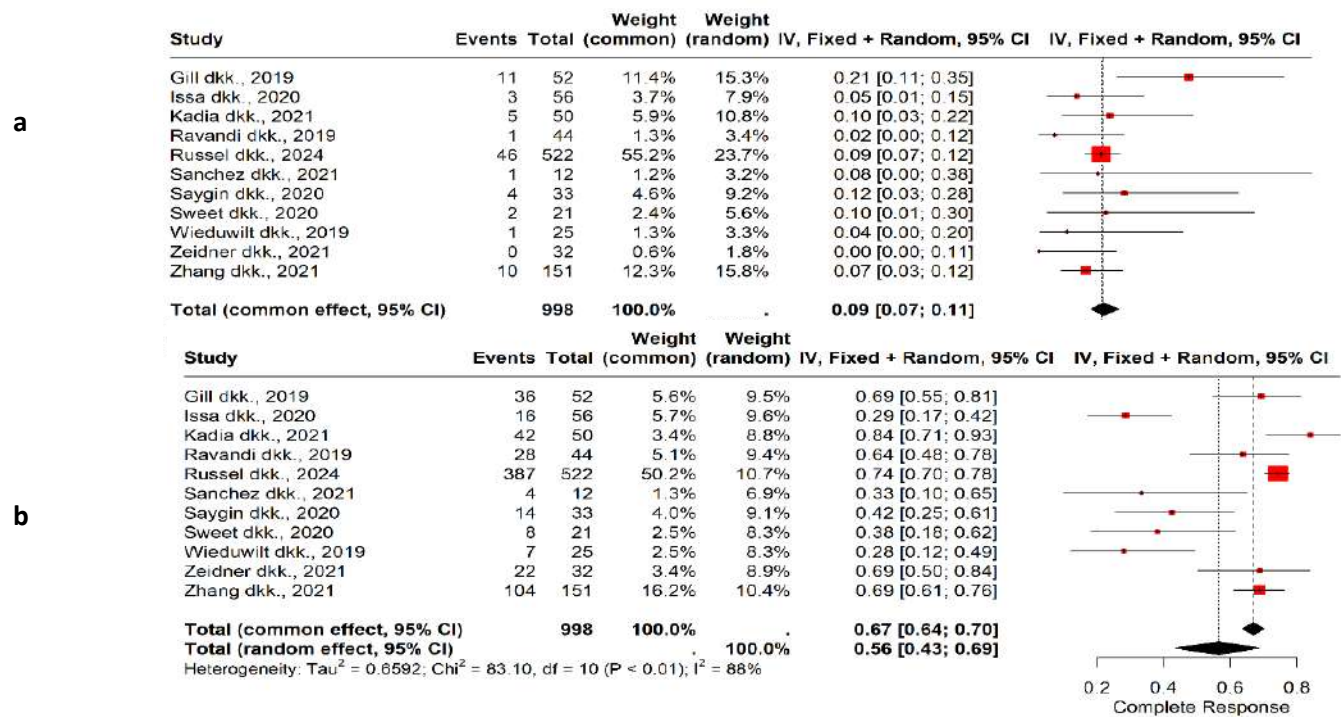 Weight Weight
Study Events Total (common) (random) IV, Fixed + Random, 95% CI IV, Fixed + Random, 95% CI
a
Gill dkk., 2019 11 52 11.4% 15.3% 0.21 [0.11; 0.35]
Issa dkk., 2020 3 56 3.7% 7.9% 0.05 [0.01; 0.15]
Kadia dkk., 2021 5 50 5.9% 10.8% 0.10 [0.03; 0.22]
Ravandi dkk., 2019 1 44 1.3% 3.4% 0.02 [0.00; 0.12]
Russel dkk., 2024 46 522 55.2% 23.7% 0.09 [0.07; 0.12]
Sanchez dkk., 2021 1 12 1.2% 3.2% 0.08 [0.00; 0.38]
Saygin dkk., 2020 4 33 4.6% 9.2% 0.12 [0.03; 0.28]
Sweet dkk., 2020 2 21 2.4% 5.6% 0.10 [0.01; 0.30]
Wieduwilt dkk., 2019 1 25 1.3% 3.3% 0.04 [0.00; 0.20]
Zeidner dkk., 2021 0 32 0.6% 1.8% 0.00 [0.00; 0.11]
Zhang dkk., 2021 10 151 12.3% 15.8% 0.07 [0.03; 0.12]
Total (common effect, 95% CI) 998 100.0% . 0.09 [0.07; 0.11]
Weight Weight
Study Events Total (common) (random) IV, Fixed + Random, 95% CI IV, Fixed + Random, 95% CI
b
Gill dkk., 2019 36 52 5.6% 9.5% 0.69 [0.55; 0.81]
Issa dkk., 2020 16 56 5.7% 9.6% 0.29 [0.17; 0.42]
Kadia dkk., 2021 42 50 3.4% 8.8% 0.84 [0.71; 0.93]
Ravandi dkk., 2019 28 44 5.1% 9.4% 0.64 [0.48; 0.78]
Russel dkk., 2024 387 522 50.2% 10.7% 0.74 [0.70; 0.78]
Sanchez dkk., 2021 4 12 1.3% 6.9% 0.33 [0.10; 0.65]
Saygin dkk., 2020 14 33 4.0% 9.1% 0.42 [0.25; 0.61]
Sweet dkk., 2020 8 21 2.5% 8.3% 0.38 [0.18; 0.62]
Wieduwilt dkk., 2019 7 25 2.5% 8.3% 0.28 [0.12; 0.49]
Zeidner dkk., 2021 22 32 3.4% 8.9% 0.69 [0.50; 0.84]
Zhang dkk., 2021 104 151 16.2% 10.4% 0.69 [0.61; 0.76]
Total (common effect, 95% CI) 998 100.0% . 0.67 [0.64; 0.70]
Total (random effect, 95% CI) . 100.0% 0.56 [0.43; 0.69]
Heterogeneity: Tau² = 0.6592; Chi² = 83.10, df = 10 (P < 0.01); I² = 88%
0.2 0.4 0.6 0.8
Complete Response